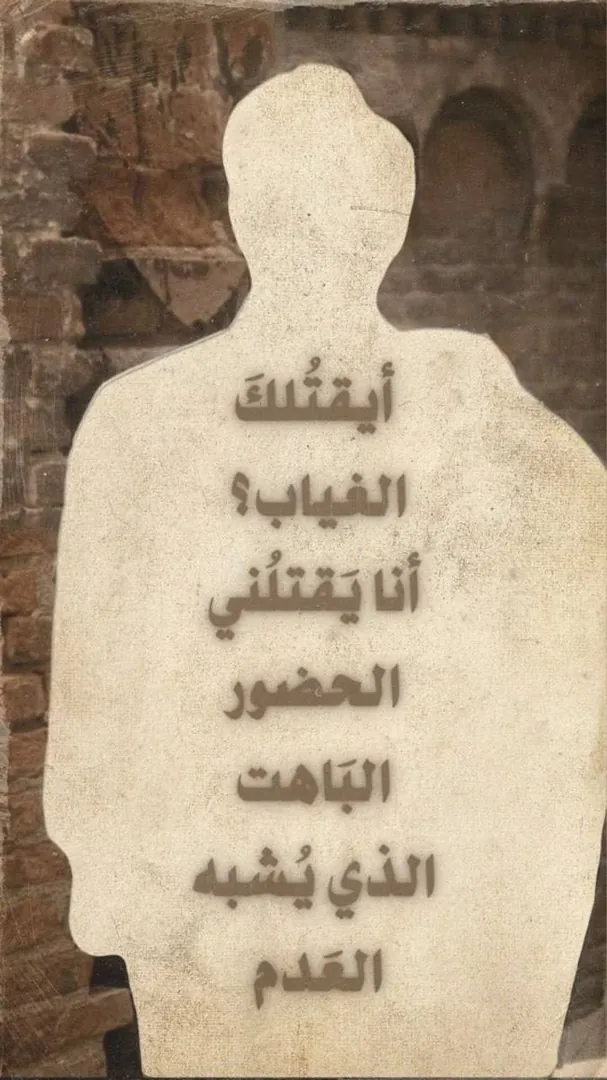 أيقتُلكَ
الغياب؟
أنا يَقتلُني
الحضور
البَاهت
الذي يُشبه
العَدم